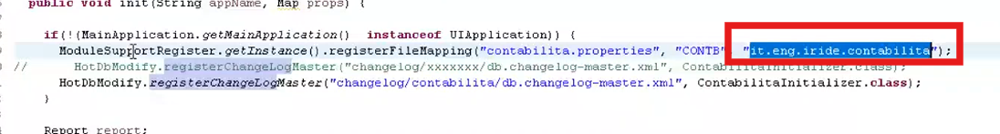 public void init(String appName, Map props) {
if(!(MainApplication.getMainApplication() instanceof UIApplication)) {
ModuleSupportRegister.getInstance().registerFileMapping("contabilita.properties", "CONTB", "it.eng.iride.contabilita");
// HotDbModify.registerChangeLogMaster("changelog/xxxxxxx/db.changelog-master.xml", ContabilitaInitializer.class);
HotDbModify.registerChangeLogMaster("changelog/contabilita/db.changelog-master.xml", ContabilitaInitializer.class);
}
Report report;